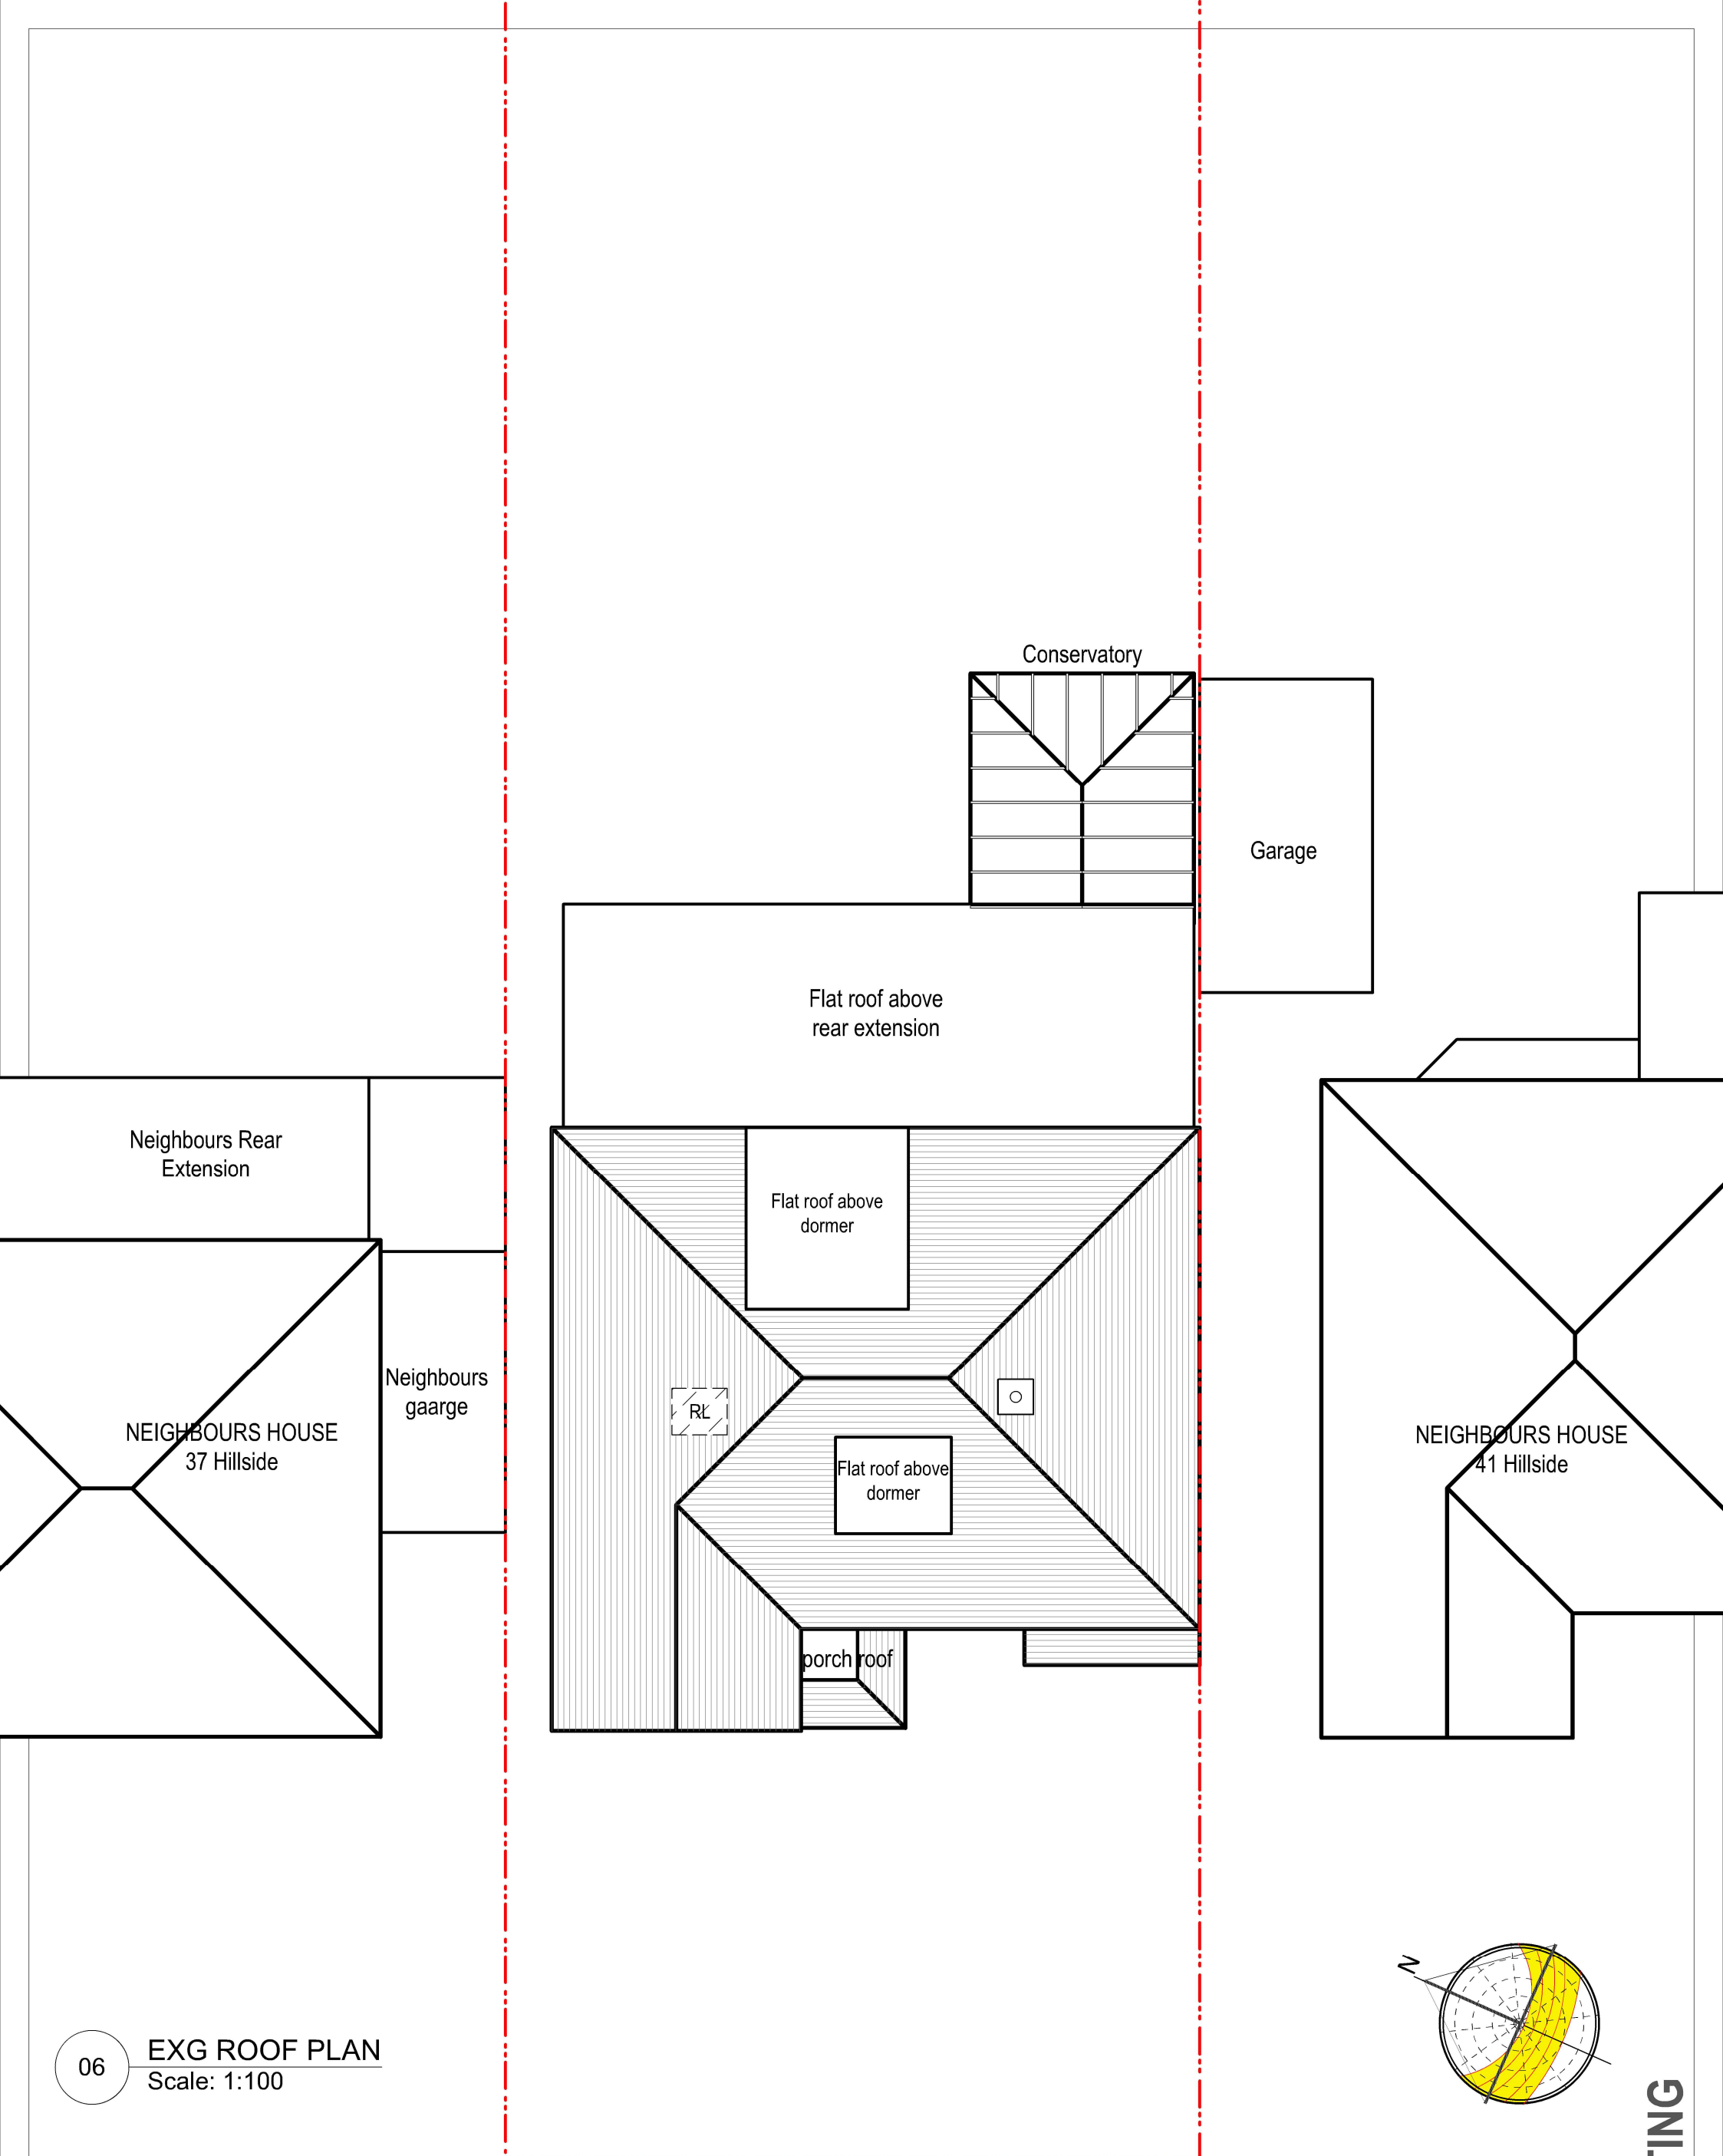 Conservatory
Garage
Flat roof above
rear extension
Neighbours Rear
Extension
Flat roof above
dormer
Neighbours
gaarge
RL
NEIGHBOURS HOUSE
37 Hillside
NEIGHBOURS HOUSE
41 Hillside
Flat roof above
dormer
porch roof
N
06
EXG ROOF PLAN
Scale: 1:100
TING